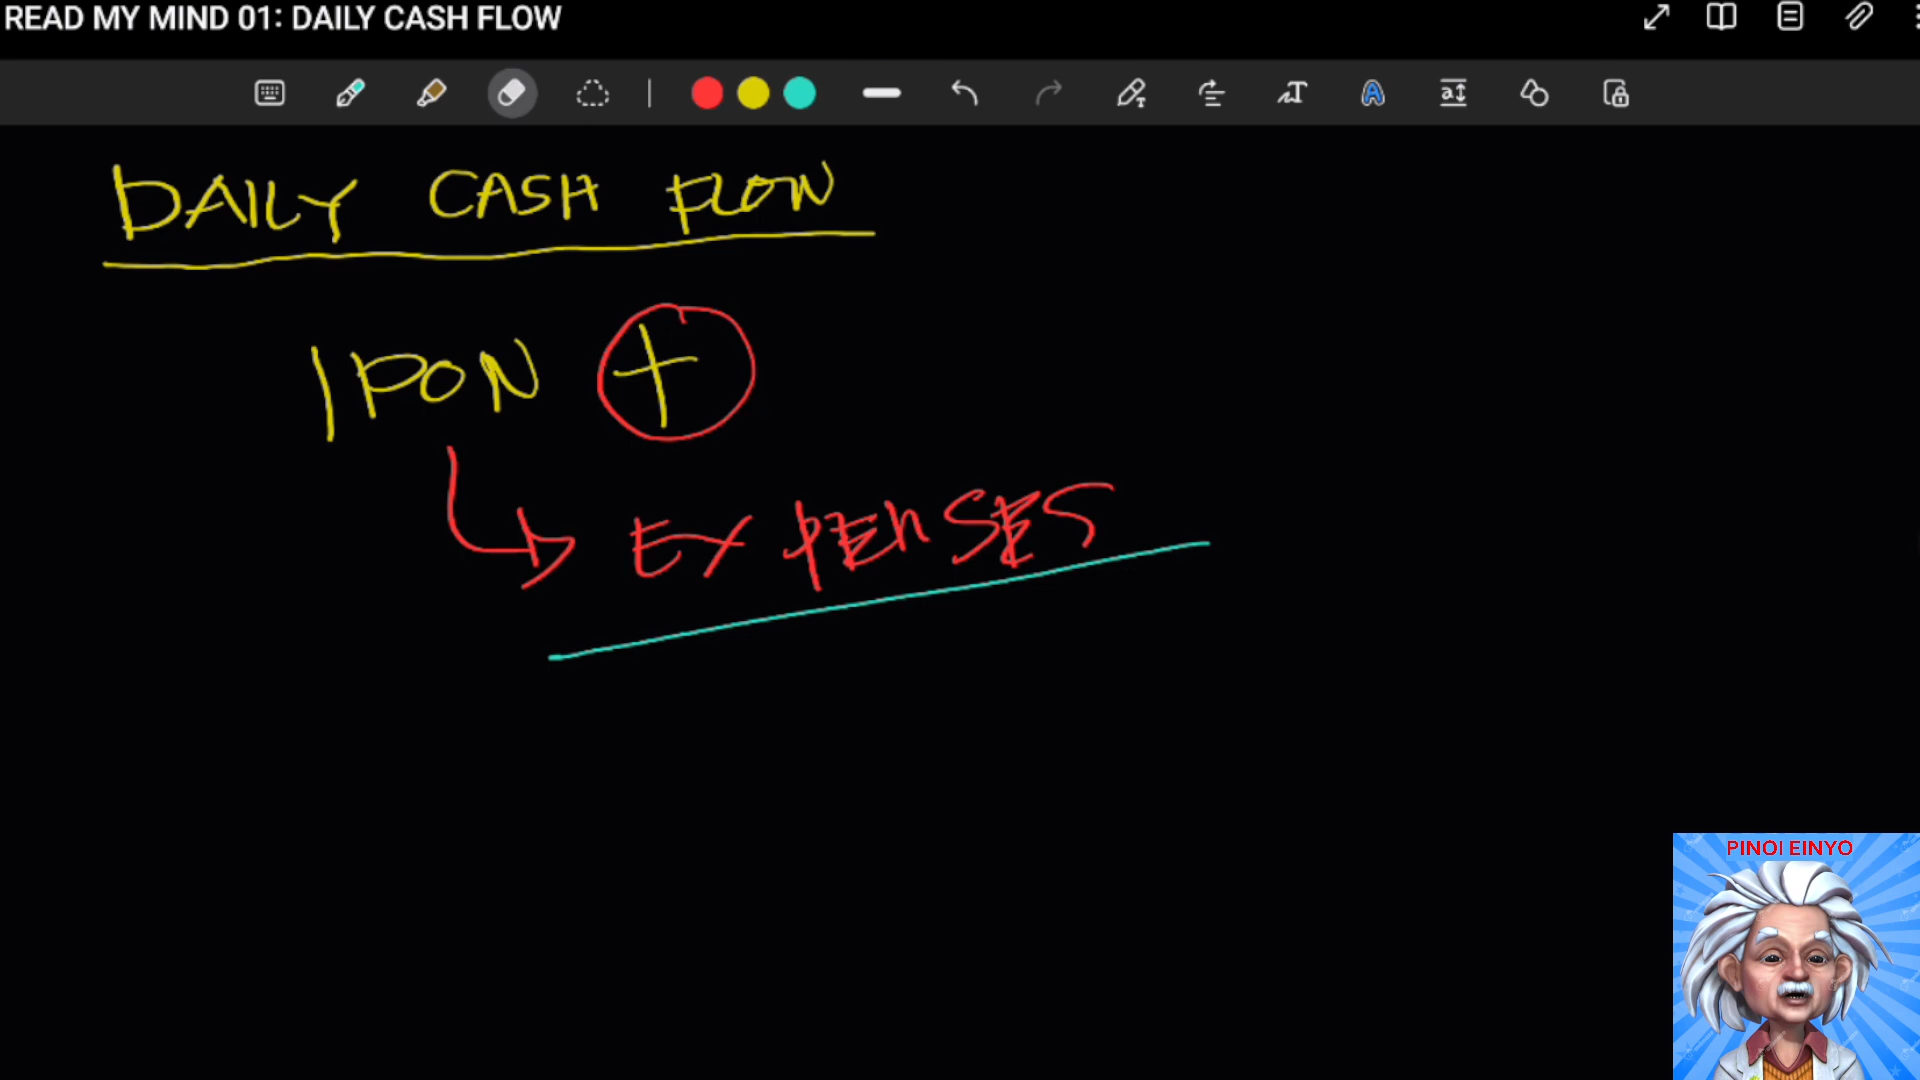 READ MY MIND 01: DAILY CASH FLOW
DAILY CASH FLOW
IPON +
EXPENSES
PINOI EINYO